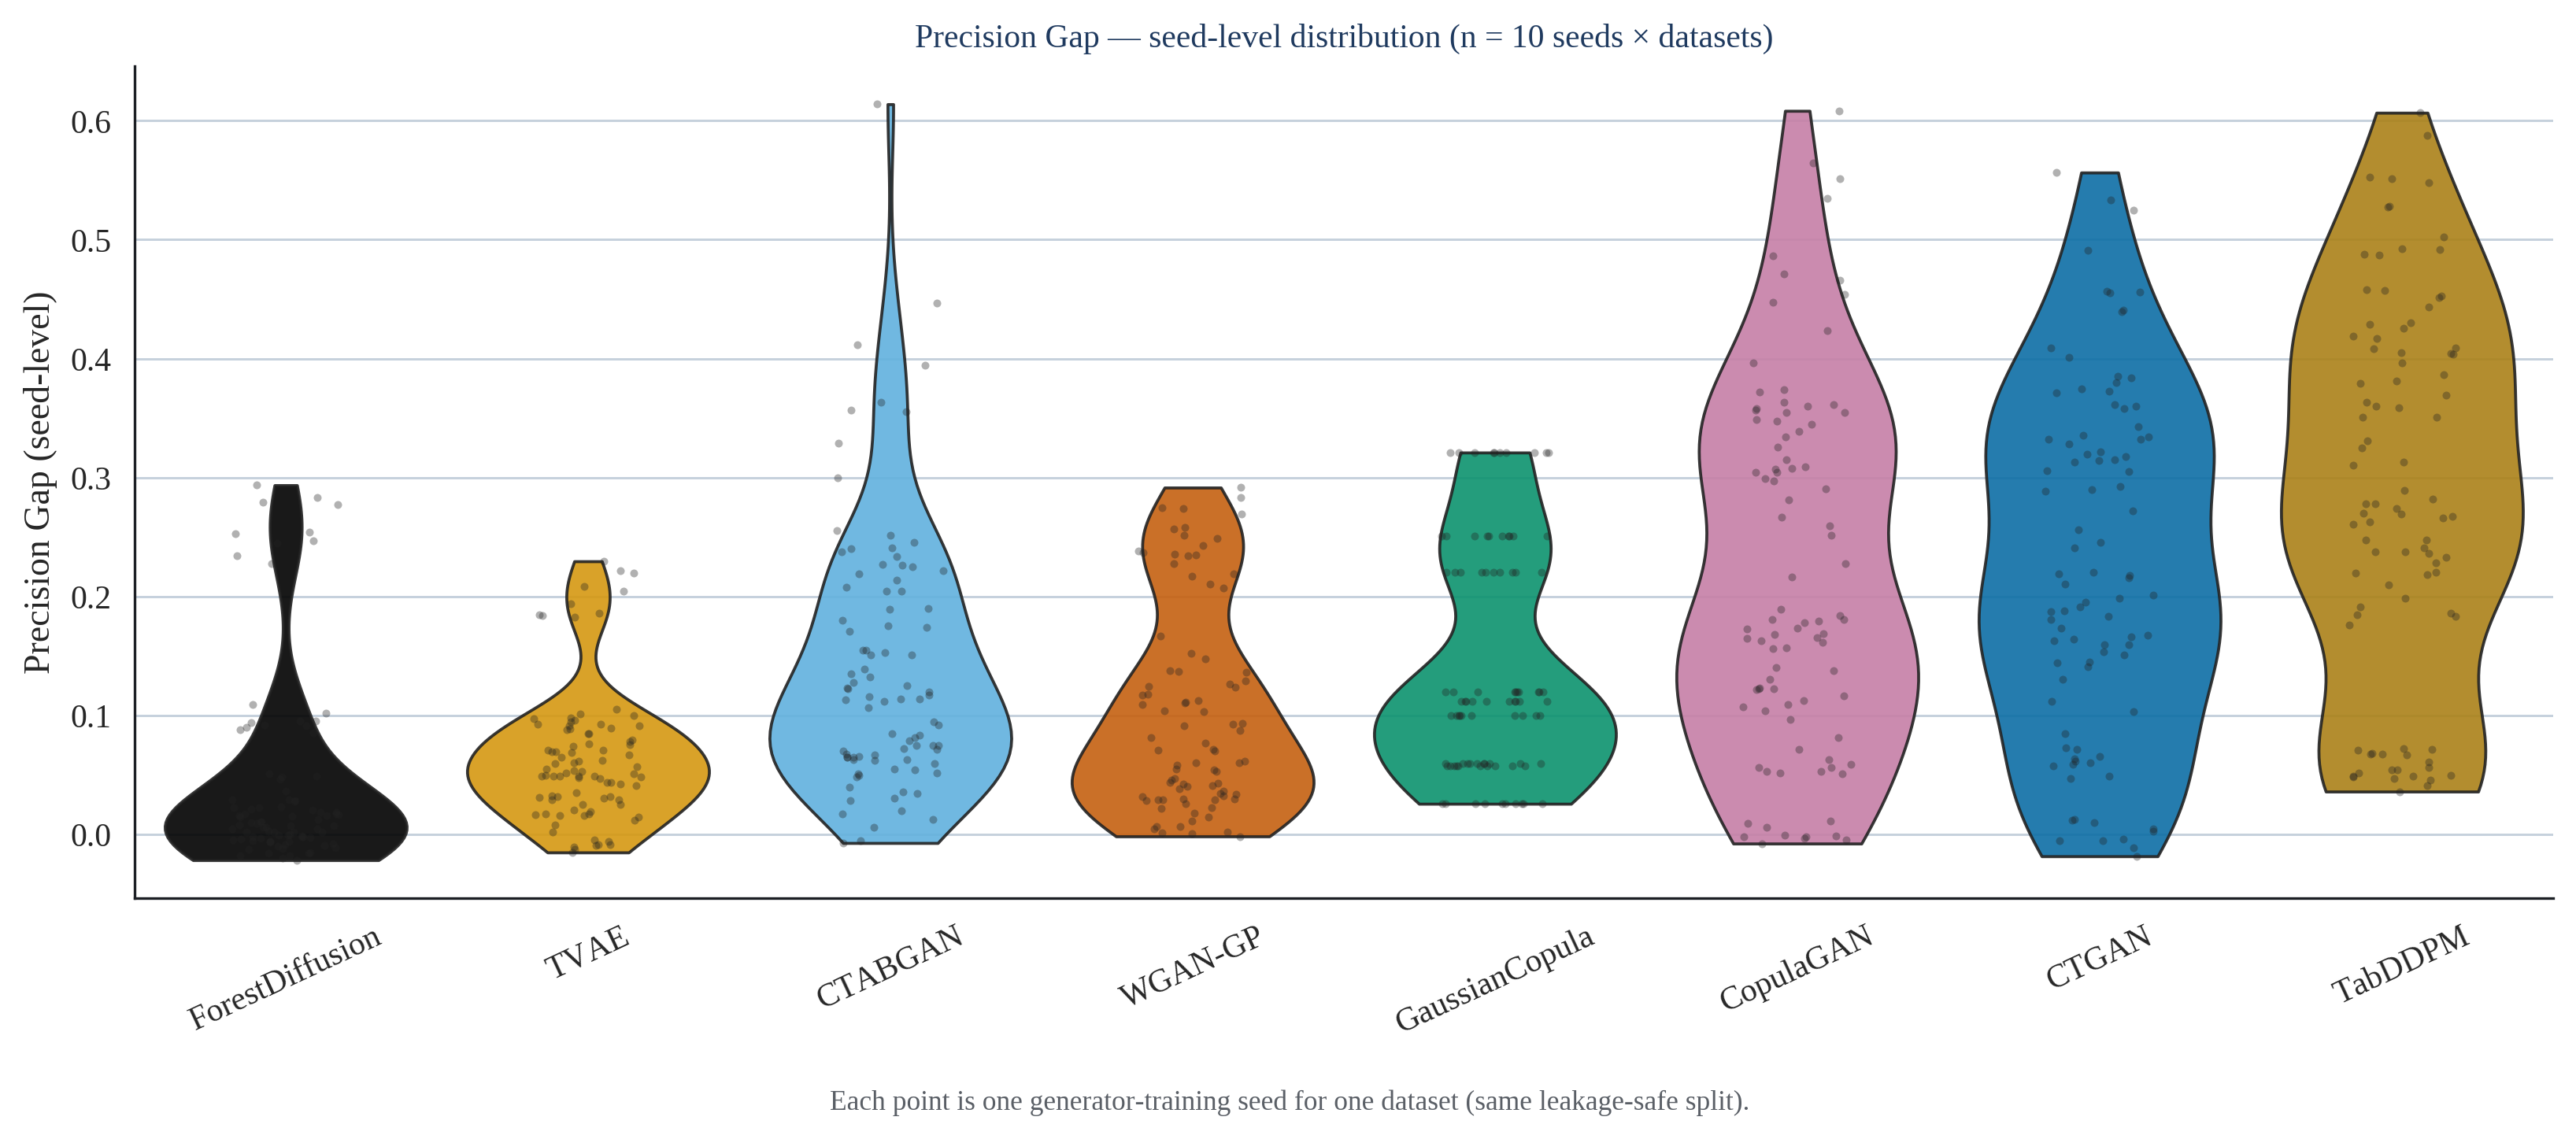 Precision Gap — seed-level distribution (n = 10 seeds × datasets)
Precision Gap (seed-level)
0.6
0.5
0.4
0.3
0.2
0.1
0.0
ForestDiffusion
TVAE
CTABGAN
WGAN-GP
GaussianCopula
CopulaGAN
CTGAN
TabDDPM
Each point is one generator-training seed for one dataset (same leakage-safe split).